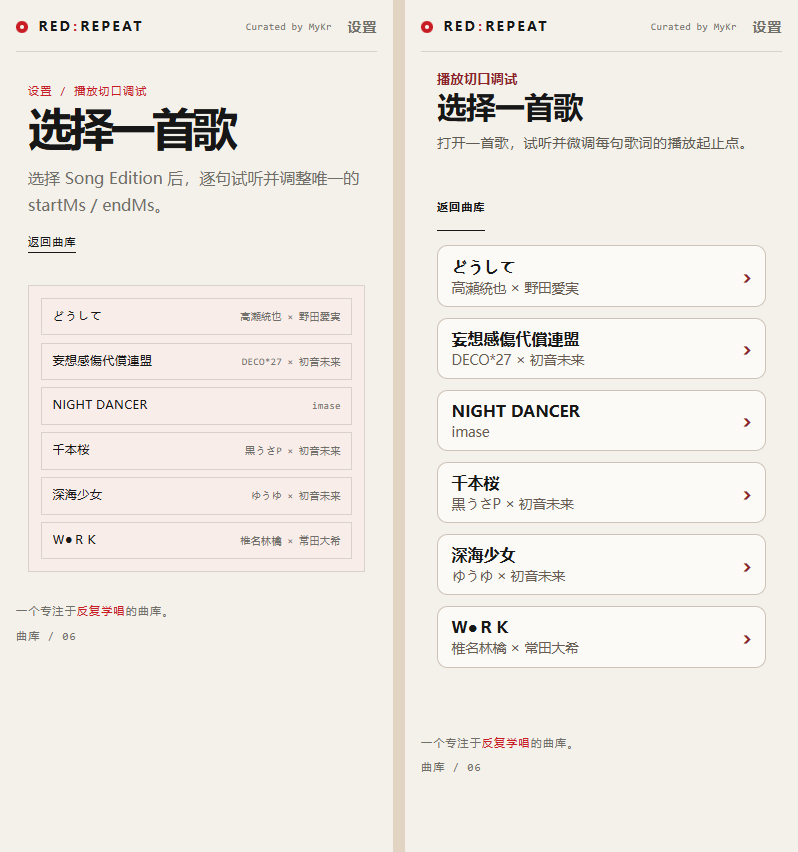 RED:REPEAT
Curated by MyKr
设置
设置 / 播放切口调试
选择一首歌
选择 Song Edition 后，逐句试听并调整唯一的
startMs / endMs。
返回曲库
どうして
高瀬统也 × 野田愛実
妄想感傷代償連盟
DECO*27 × 初音未来
NIGHT DANCER
imase
千本桜
黒うさP × 初音未来
深海少女
ゆうゆ × 初音未来
W●RK
椎名林檎 × 常田大希
一个专注于反复学唱的曲库。
曲库 / 06
RED:REPEAT
Curated by MyKr
设置
播放切口调试
选择一首歌
打开一首歌，试听并微调每句歌词的播放起止点。
返回曲库
どうして
高瀬统也 × 野田愛実
妄想感傷代償連盟
DECO*27 × 初音未来
NIGHT DANCER
imase
千本桜
黒うさP × 初音未来
深海少女
ゆうゆ × 初音未来
W●RK
椎名林檎 × 常田大希
一个专注于反复学唱的曲库。
曲库 / 06